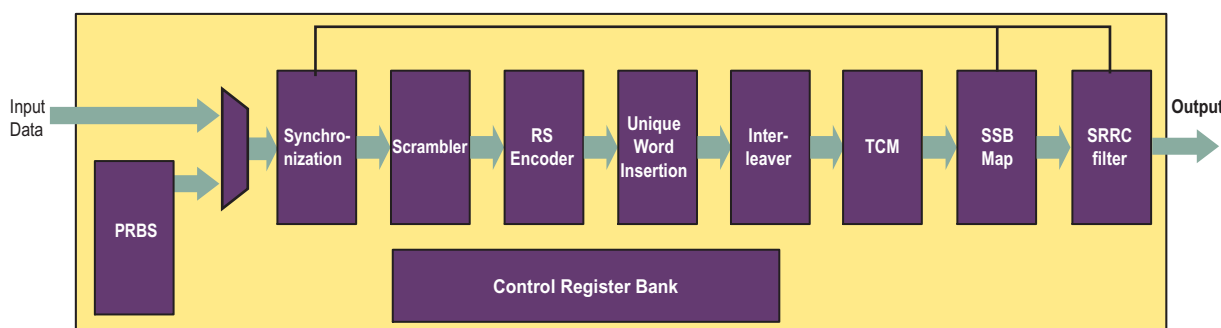 Input
Data
PRBS
Synchro-
nization
Scrambler
RS
Encoder
Unique
Word
Insertion
Inter-
leaver
TCM
SSB
Map
SRRC
filter
Output
Control Register Bank